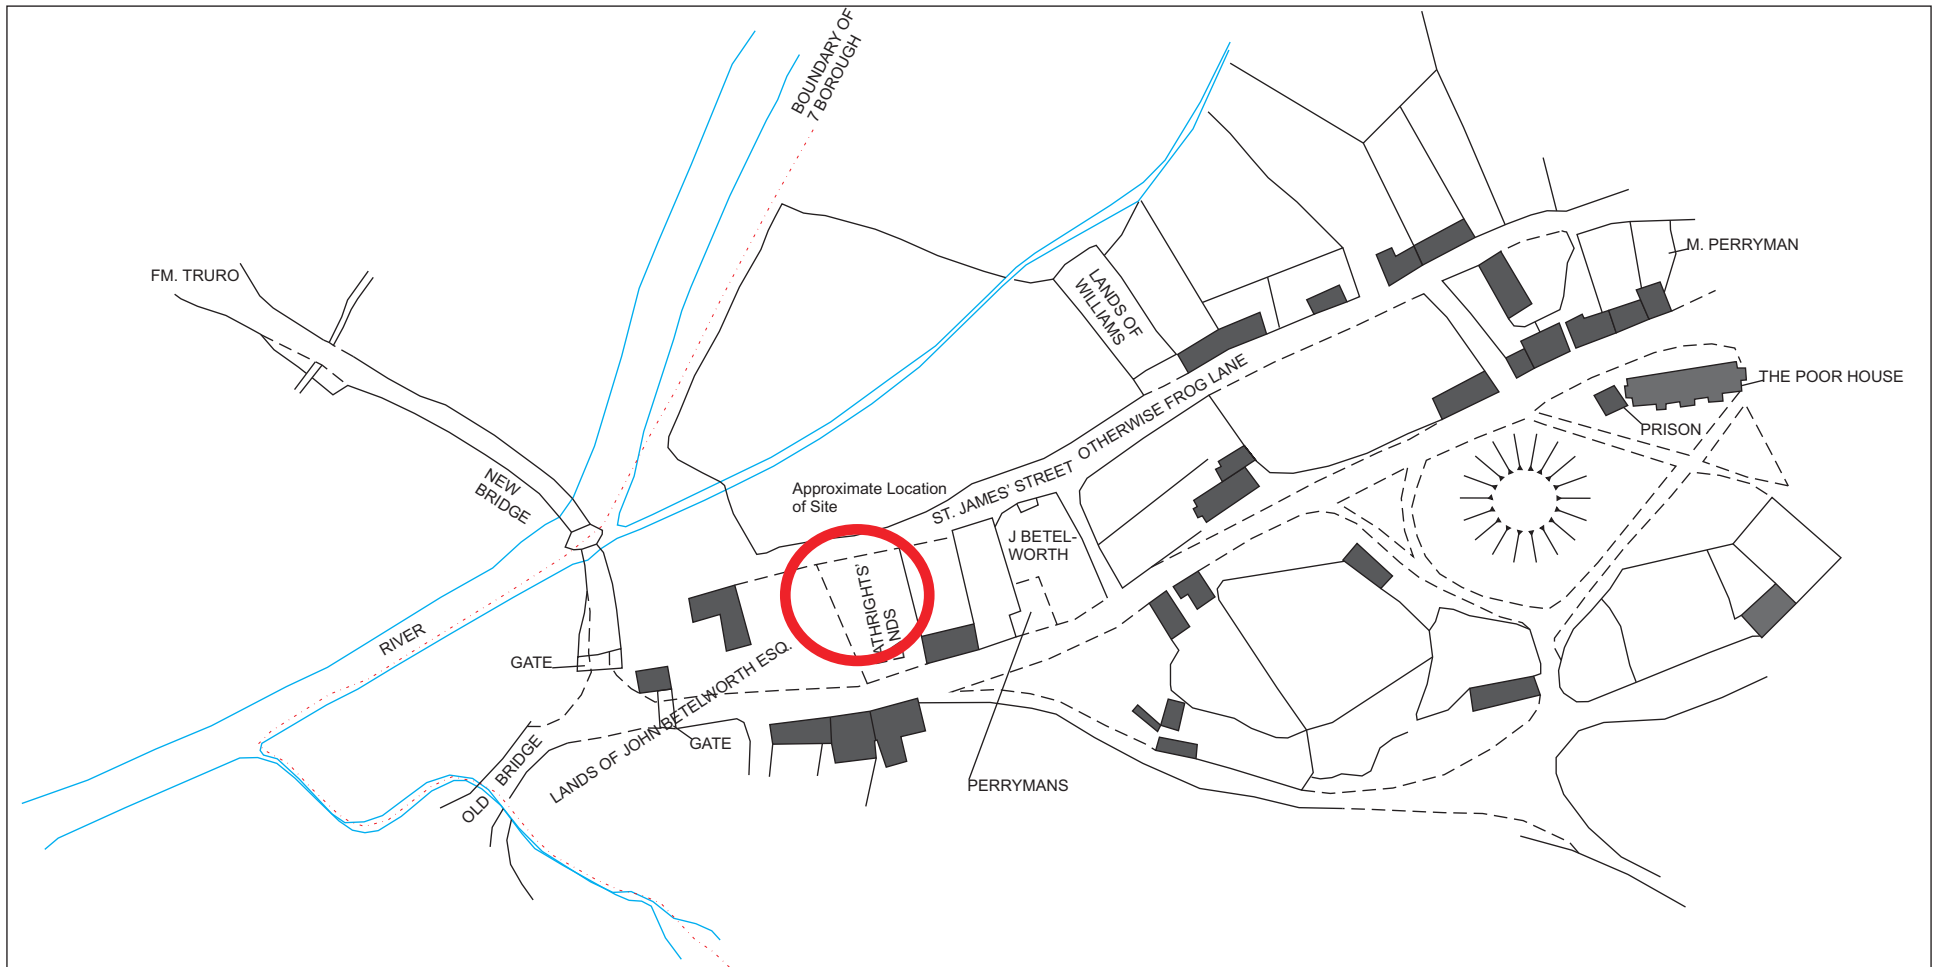 BOUNDARY OF
7 BOROUGH
FM. TRURO
M. PERRYMAN
LANDS OF
WILLIAMS
THE POOR HOUSE
PRISON
ST. JAMES' STREET OTHERWISE FROG LANE
NEW
BRIDGE
Approximate Location
of Site
J BETEL-
WORTH
LATHRIGHTS'
LANDS
RIVER
GATE
LANDS OF JOHN BETELWORTH ESQ.
GATE
OLD BRIDGE
PERRYMANS